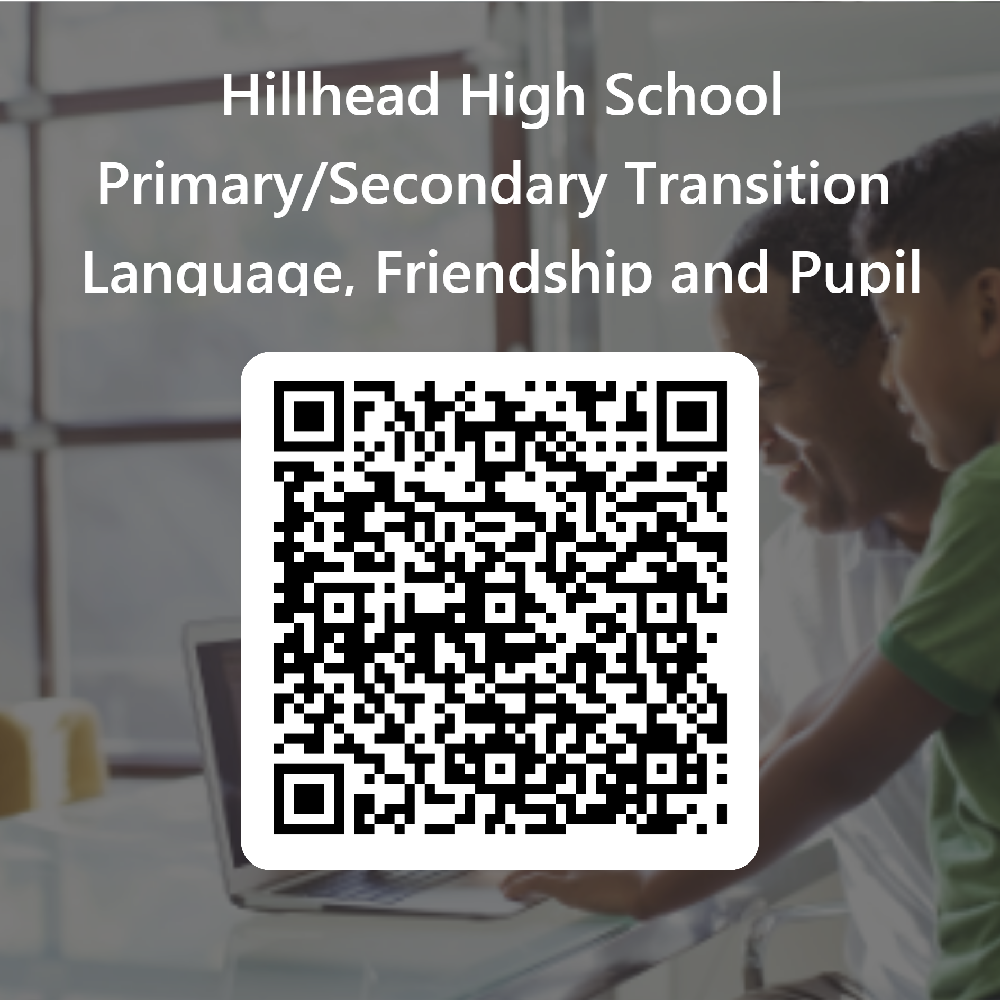 Hillhead High School
Primary/Secondary Transition
Language, Friendship and Pupil